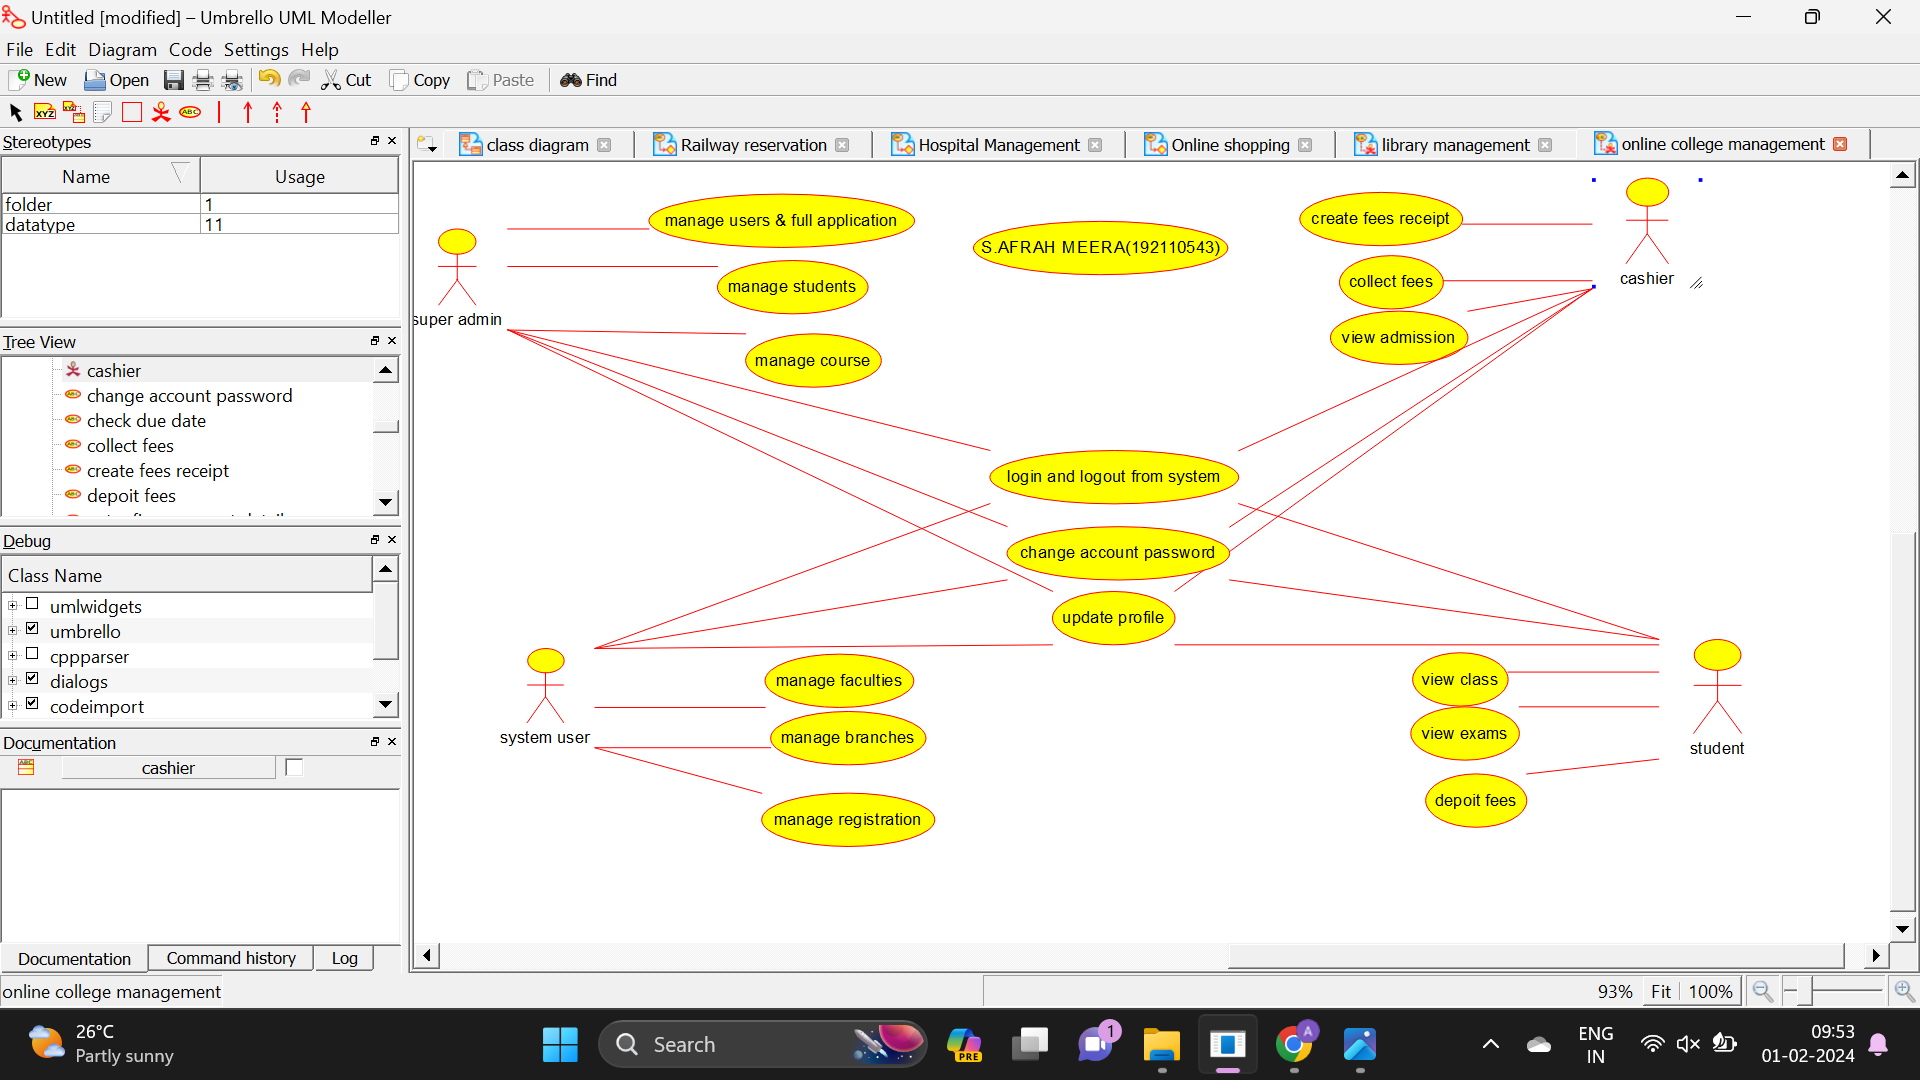 Untitled [modified] – Umbrello UML Modeller
File Edit Diagram Code Settings Help
New Open Cut Copy Paste Find
XYZ XYZ ABC
Stereotypes
Name Usage
folder 1
datatype 11
Tree View
cashier
change account password
check due date
collect fees
create fees receipt
depoit fees
Debug
Class Name
umlwidgets
umbrello
cppparser
dialogs
codeimport
Documentation
cashier
Documentation Command history Log
class diagram Railway reservation Hospital Management Online shopping library management online college management
manage users & full application
manage students
manage course
super admin
S.AFRAH MEERA(192110543)
create fees receipt
collect fees
view admission
cashier
login and logout from system
change account password
update profile
system user
manage faculties
manage branches
manage registration
view class
view exams
depoit fees
student
online college management
93% Fit 100%
26°C
Partly sunny
Search
PRE
1
A
ENG
IN
09:53
01-02-2024